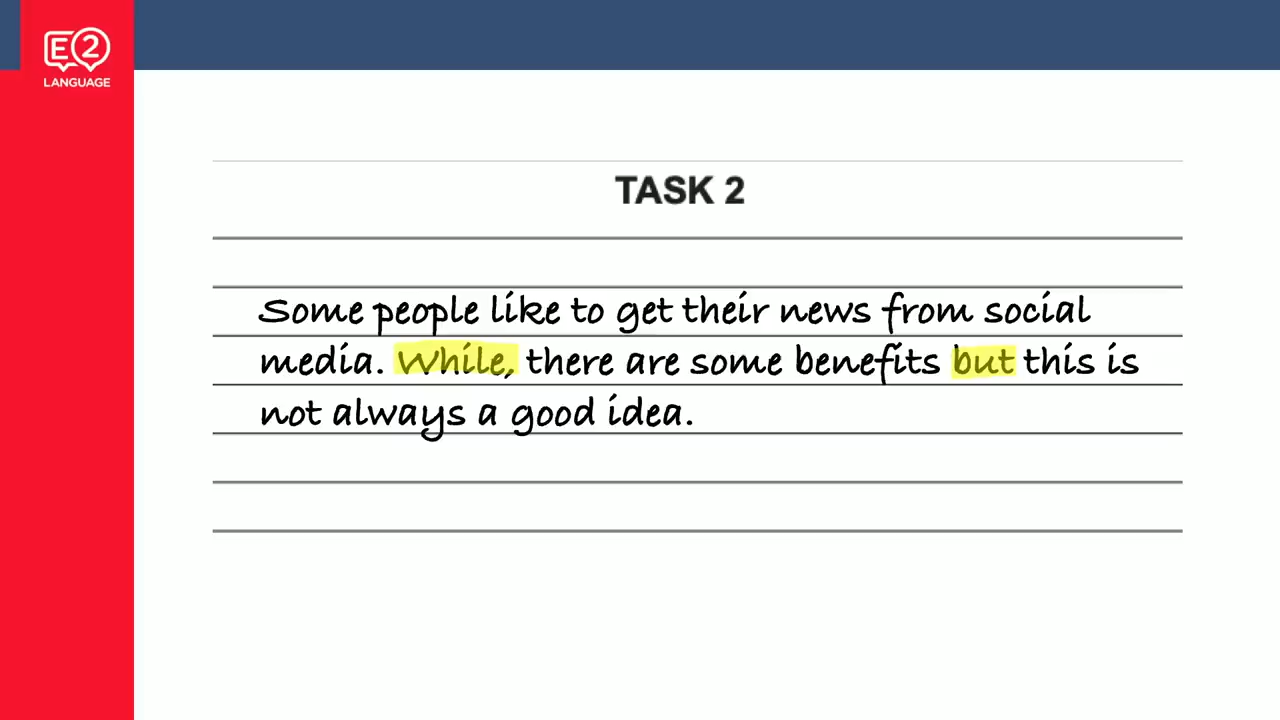 E2
LANGUAGE
TASK 2
Some people like to get their news from social
media. While, there are some benefits but this is
not always a good idea.